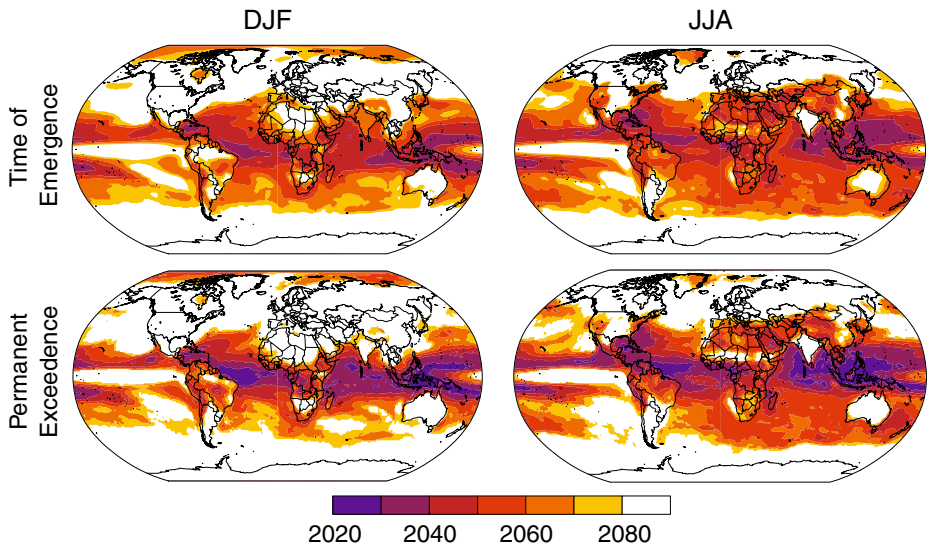 DJF
JJA
Time of
Emergence
Permanent
Exceedence
2020
2040
2060
2080